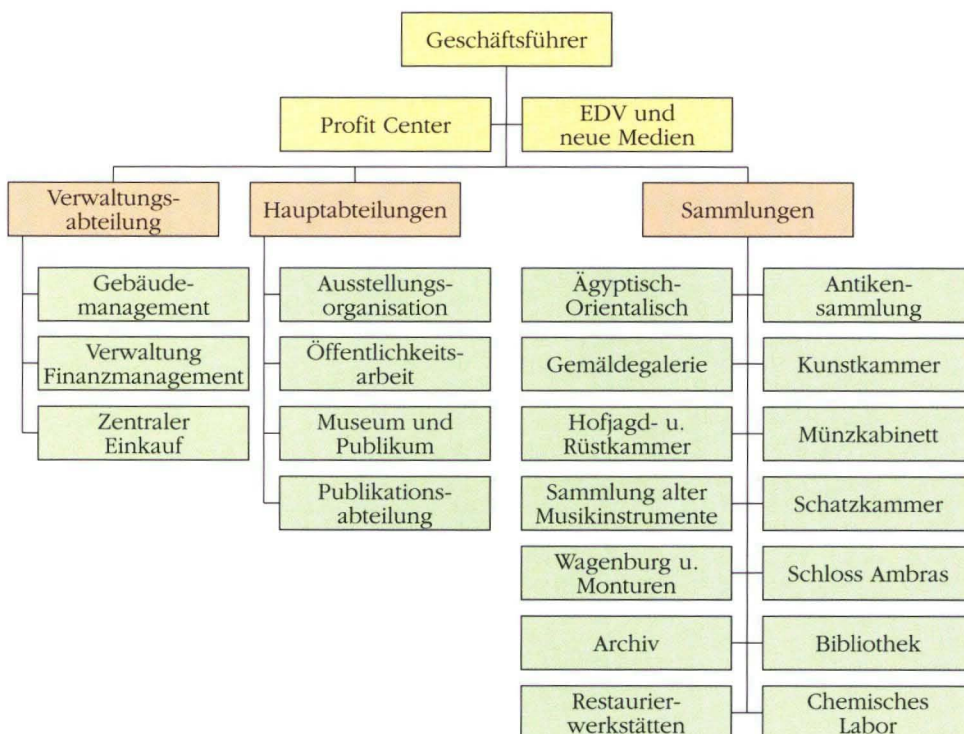 Geschäftsführer
Profit Center
EDV und
neue Medien
Verwaltungs-
abteilung
Hauptabteilungen
Sammlungen
Gebäude-
management
Verwaltung
Finanzmanagement
Zentraler
Einkauf
Ausstellungs-
organisation
Öffentlichkeits-
arbeit
Museum und
Publikum
Publikations-
abteilung
Ägyptisch-
Orientalisch
Gemäldegalerie
Hofjagd- u.
Rüstkammer
Sammlung alter
Musikinstrumente
Wagenburg u.
Monturen
Archiv
Restaurier-
werkstätten
Antiken-
sammlung
Kunstkammer
Münzkabinett
Schatzkammer
Schloss Ambras
Bibliothek
Chemisches
Labor